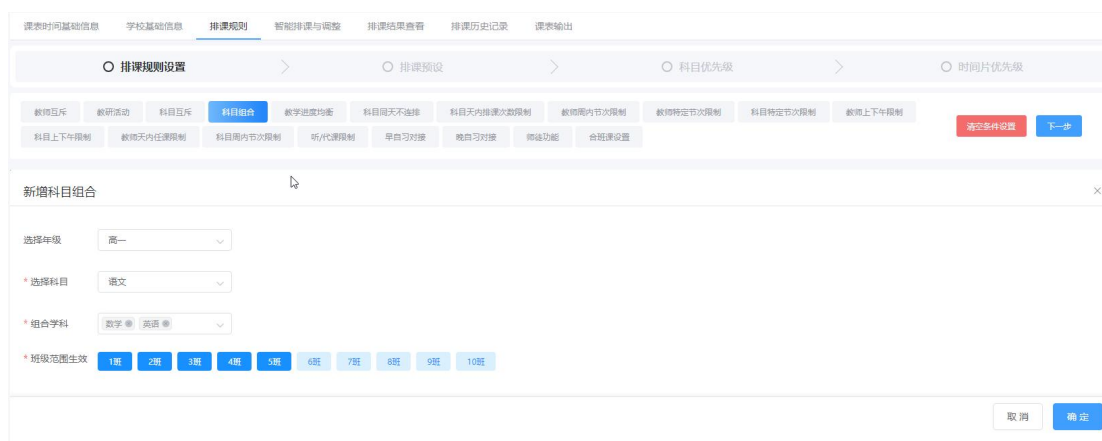 课表时间基础信息 学校基础信息 排课规则 智能排课与调整 排课结果查看 排课历史记录 课表输出
排课规则设置 排课预设 科目优先级 时间片优先级
教师互斥 教研活动 科目互斥 科目组合 教学进度均衡 科目同天不连排 科目天内排课次数限制 教师周内节次限制 教师特定节次限制 科目特定节次限制 教师上下午限制
科目上下午限制 教师天内任课限制 科目周内节次限制 听/代课限制 早自习对接 晚自习对接 师徒功能 合班课设置
清空条件设置 下一步
新增科目组合
选择年级 高一
* 选择科目 语文
* 组合学科 数学 英语
* 班级范围生效 1班 2班 3班 4班 5班 6班 7班 8班 9班 10班
取消 确定